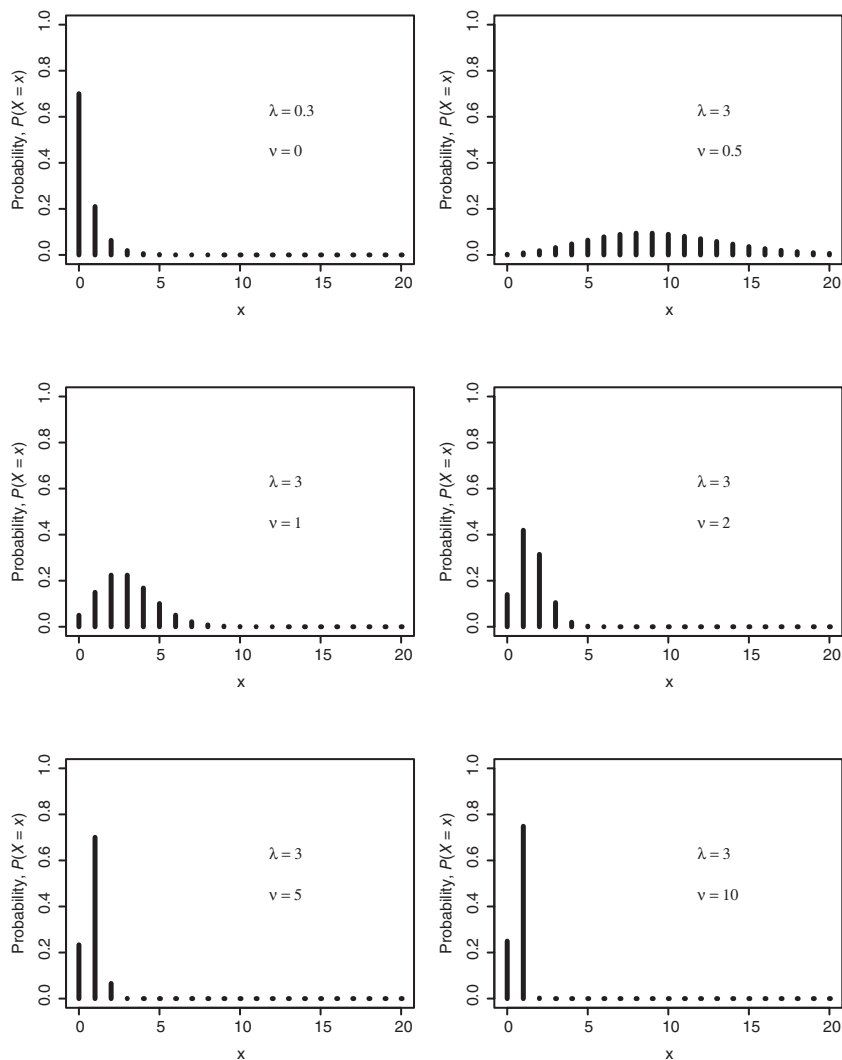 Probability, P(X = x)
1.0
0.8
0.6
0.4
0.2
0.0
λ = 0.3
ν = 0
0 5 10 15 20
x
Probability, P(X = x)
1.0
0.8
0.6
0.4
0.2
0.0
λ = 3
ν = 0.5
0 5 10 15 20
x
Probability, P(X = x)
1.0
0.8
0.6
0.4
0.2
0.0
λ = 3
ν = 1
0 5 10 15 20
x
Probability, P(X = x)
1.0
0.8
0.6
0.4
0.2
0.0
λ = 3
ν = 2
0 5 10 15 20
x
Probability, P(X = x)
1.0
0.8
0.6
0.4
0.2
0.0
λ = 3
ν = 5
0 5 10 15 20
x
Probability, P(X = x)
1.0
0.8
0.6
0.4
0.2
0.0
λ = 3
ν = 10
0 5 10 15 20
x